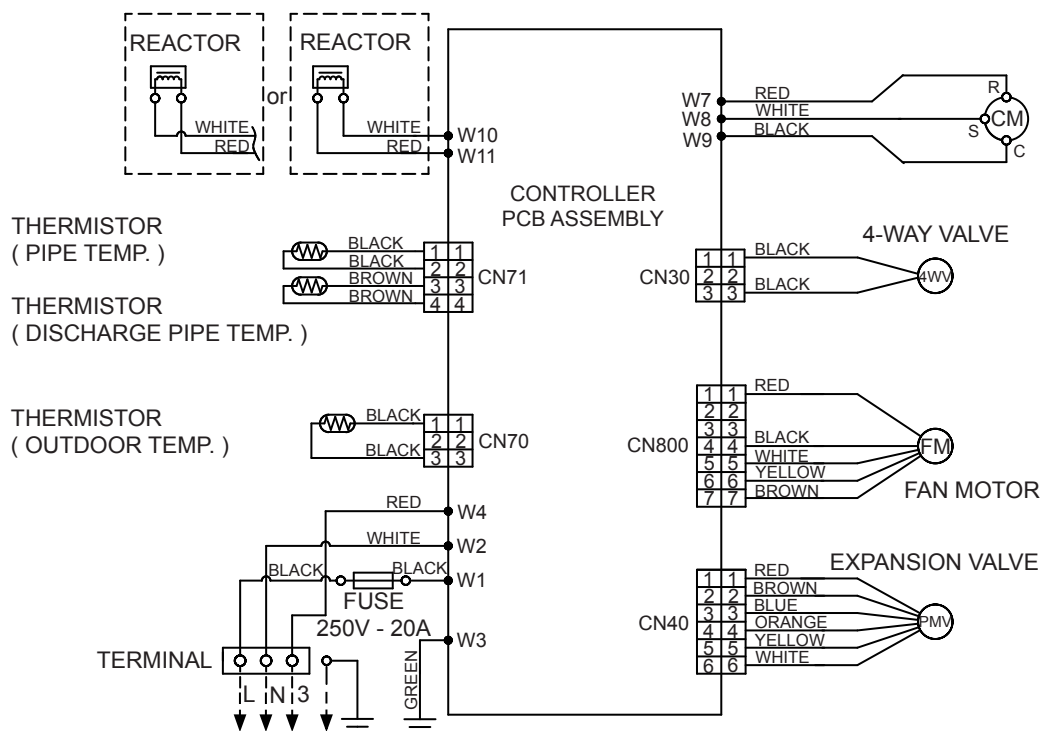 REACTOR
or
REACTOR
WHITE
RED
WHITE
RED
W10
W11
CONTROLLER
PCB ASSEMBLY
W7
W8
W9
RED
WHITE
BLACK
R
S
C
CM
THERMISTOR
( PIPE TEMP. )
THERMISTOR
( DISCHARGE PIPE TEMP. )
BLACK
BLACK
BROWN
BROWN
1 1
2 2
3 3
4 4
CN71
CN30
1 1
2 2
3 3
BLACK
BLACK
4-WAY VALVE
4WV
THERMISTOR
( OUTDOOR TEMP. )
BLACK
BLACK
1 1
2 2
3 3
CN70
CN800
1 1
2 2
3 3
4 4
5 5
6 6
7 7
RED
BLACK
WHITE
YELLOW
BROWN
FM
FAN MOTOR
RED
W4
WHITE
W2
BLACK
BLACK
W1
FUSE
250V - 20A
W3
GREEN
TERMINAL
L N 3
CN40
1 1
2 2
3 3
4 4
5 5
6 6
RED
BROWN
BLUE
ORANGE
YELLOW
WHITE
EXPANSION VALVE
PMV